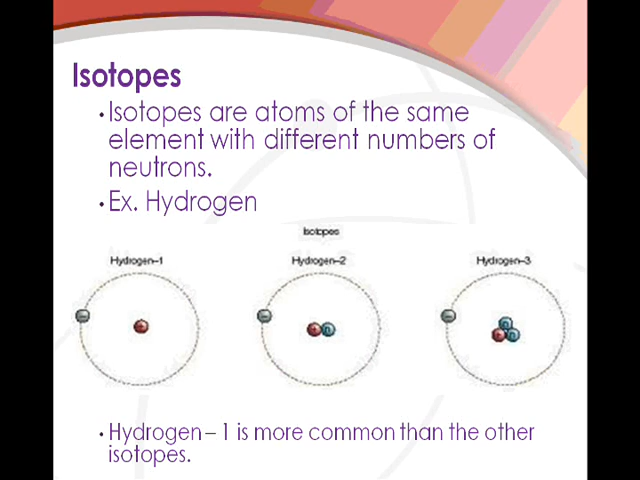 Isotopes
• Isotopes are atoms of the same
element with different numbers of
neutrons.
• Ex. Hydrogen
Isotopes
Hydrogen–1 Hydrogen–2 Hydrogen–3
• Hydrogen – 1 is more common than the other
isotopes.